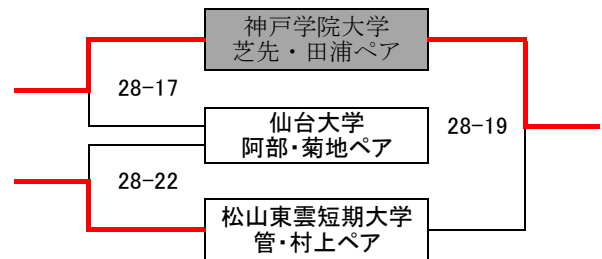 神戸学院大学
芝先・田浦ペア
28-17
仙台大学
阿部・菊地ペア
28-19
28-22
松山東雲短期大学
管・村上ペア